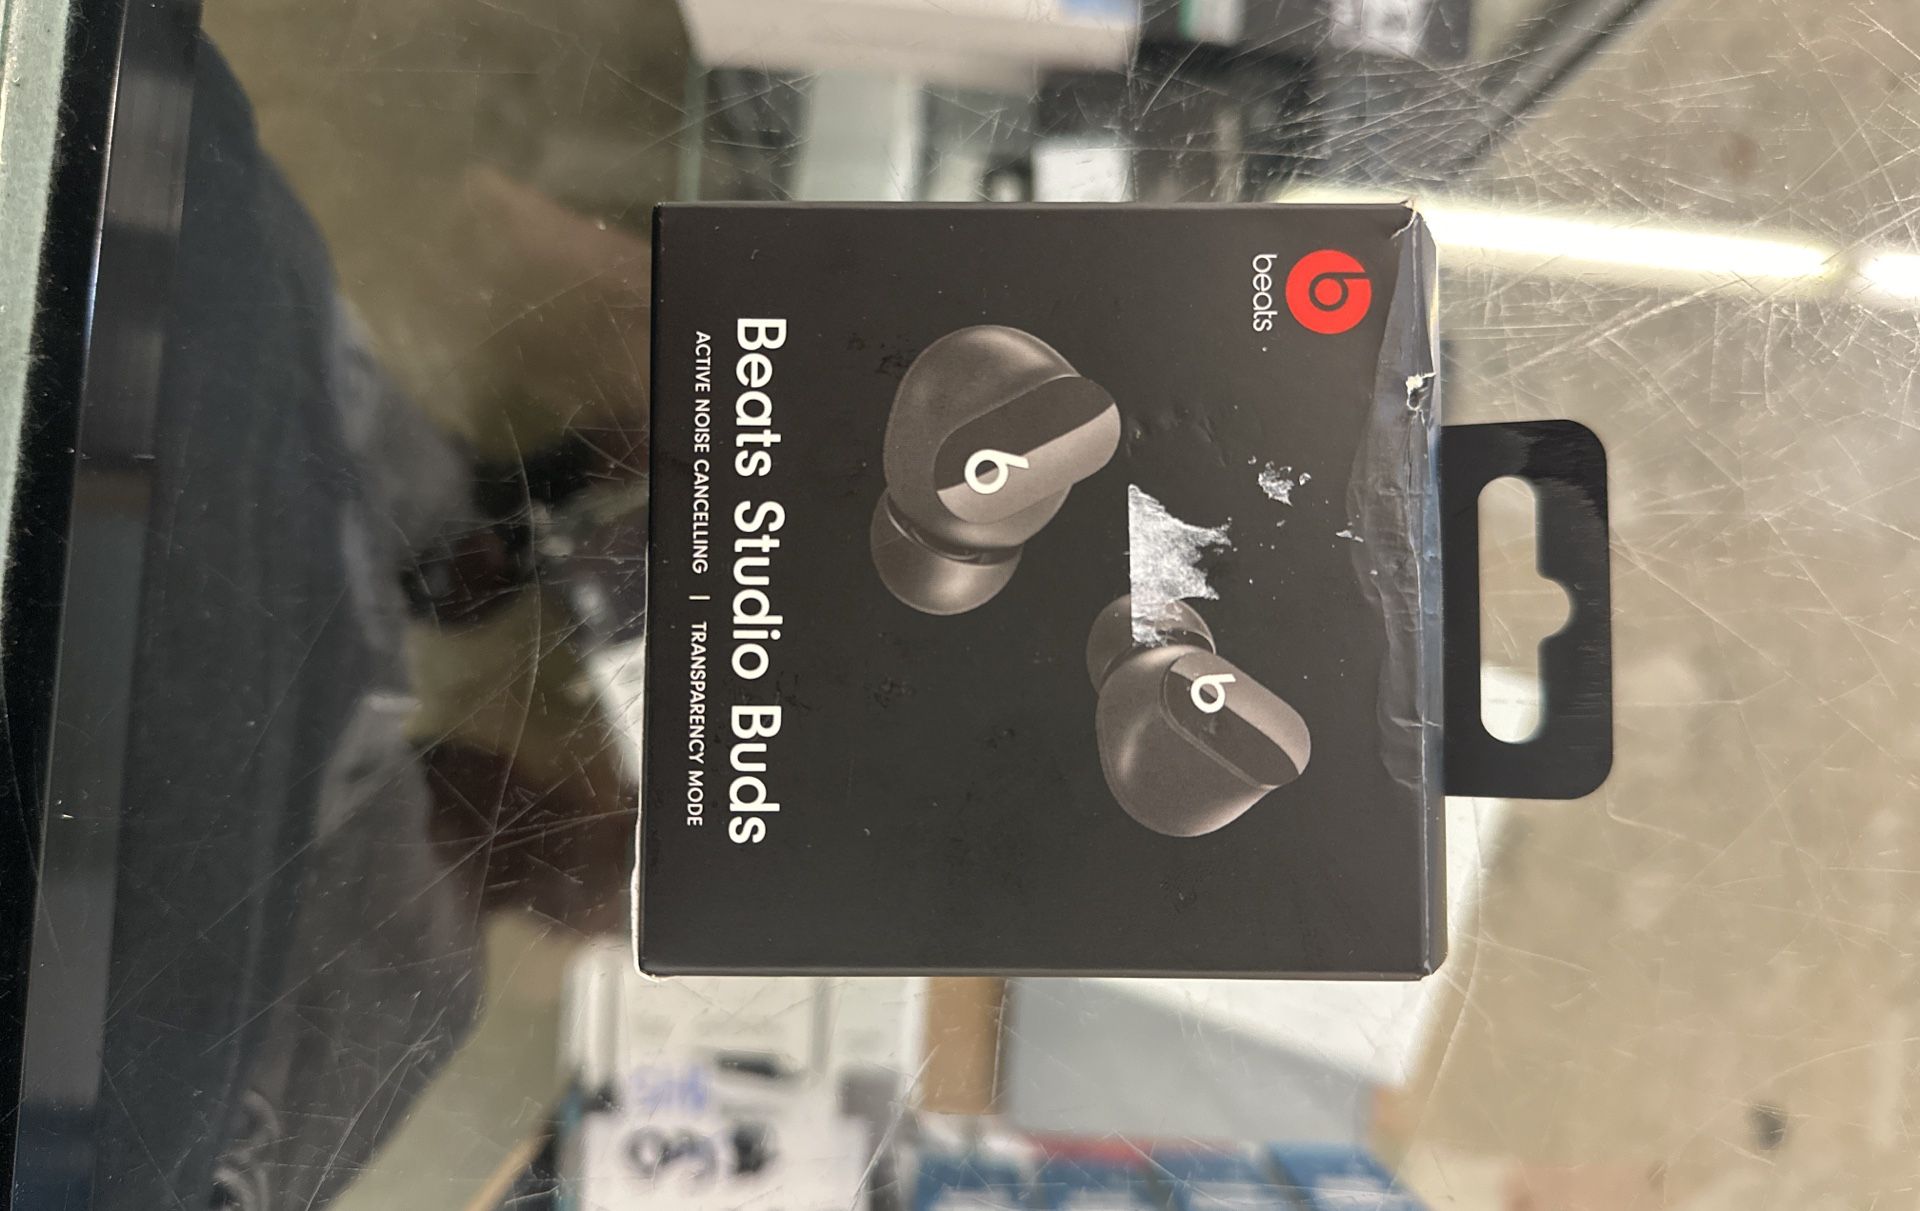 beats
Beats Studio Buds
ACTIVE NOISE CANCELLING | TRANSPARENCY MODE